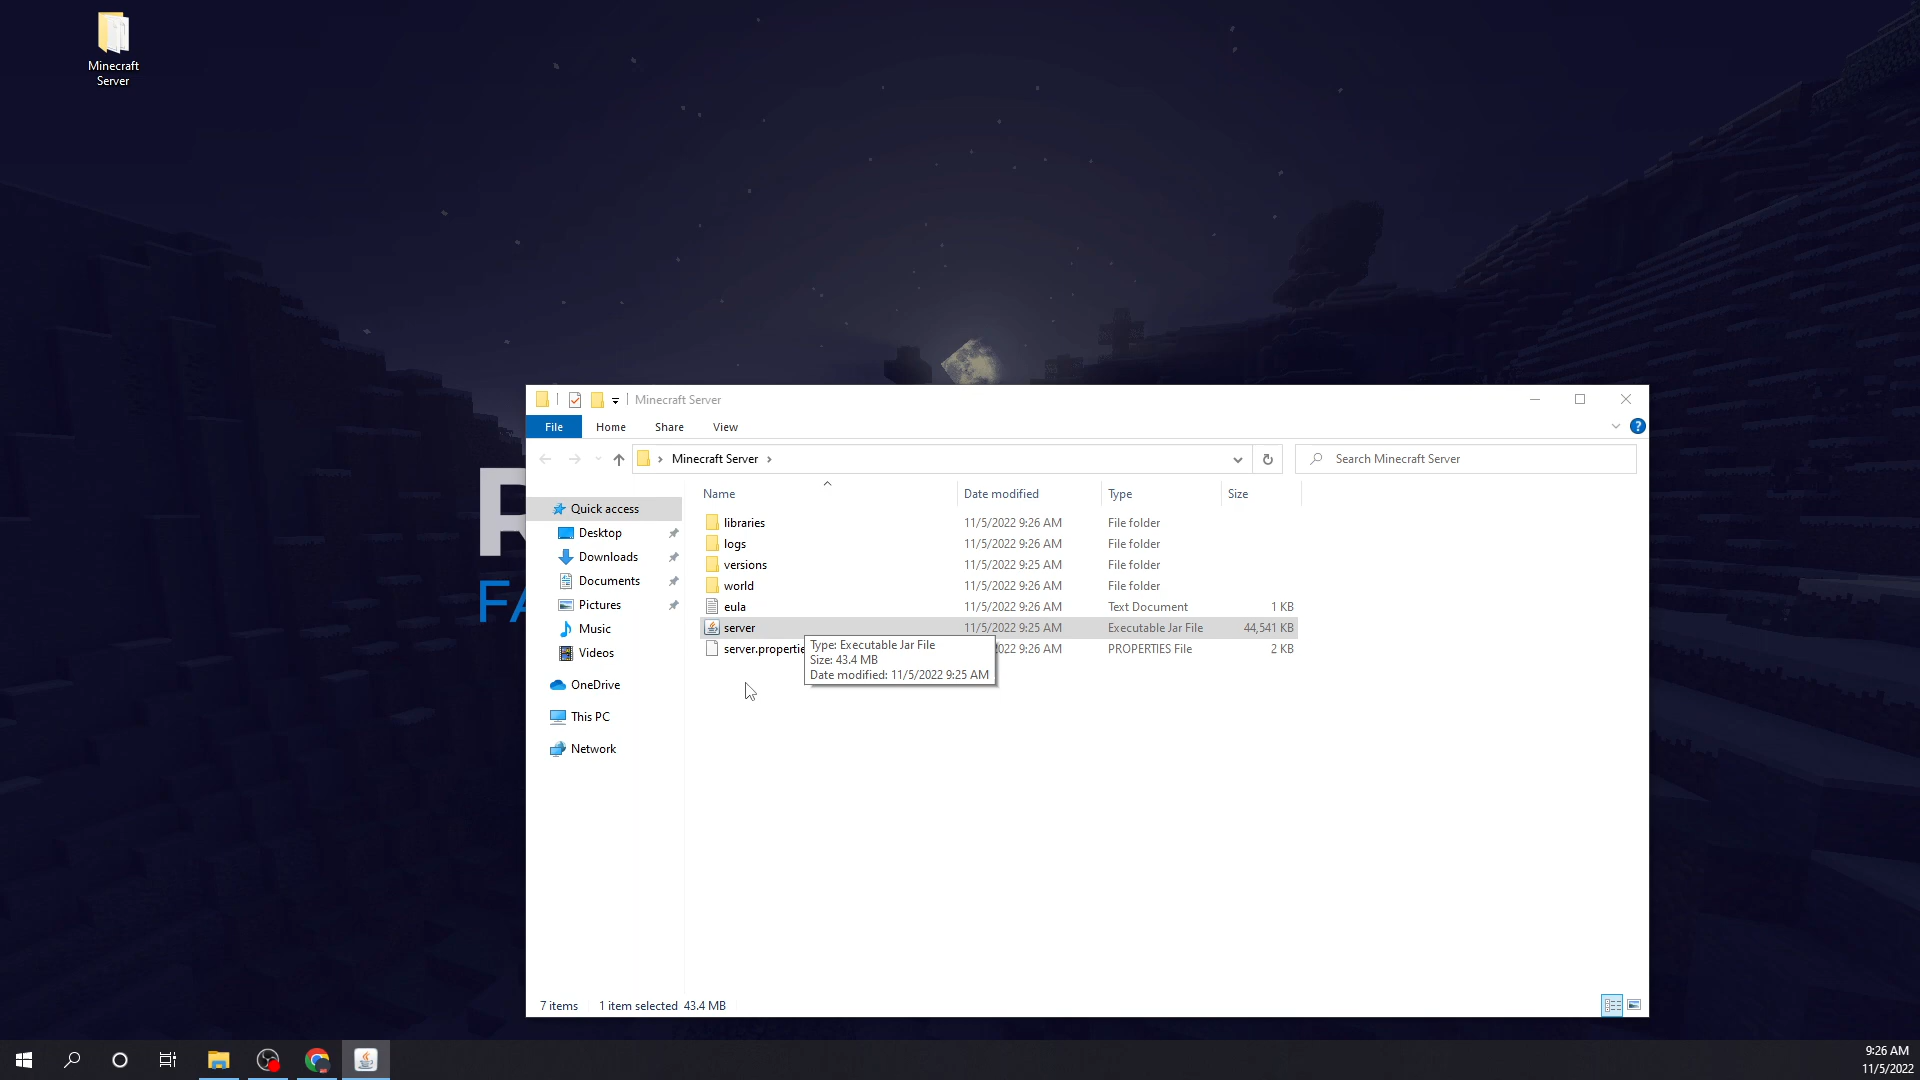 Minecraft
Server
Minecraft Server
File Home Share View
Minecraft Server
Search Minecraft Server
Name Date modified Type Size
Quick access
Desktop
Downloads
Documents
Pictures
Music
Videos
OneDrive
This PC
Network
libraries 11/5/2022 9:26 AM File folder
logs 11/5/2022 9:26 AM File folder
versions 11/5/2022 9:25 AM File folder
world 11/5/2022 9:26 AM File folder
eula 11/5/2022 9:26 AM Text Document 1 KB
server 11/5/2022 9:25 AM Executable Jar File 44,541 KB
server.propertie 022 9:26 AM PROPERTIES File 2 KB
Type: Executable Jar File
Size: 43.4 MB
Date modified: 11/5/2022 9:25 AM
R
FA
7 items 1 item selected 43.4 MB
9:26 AM
11/5/2022